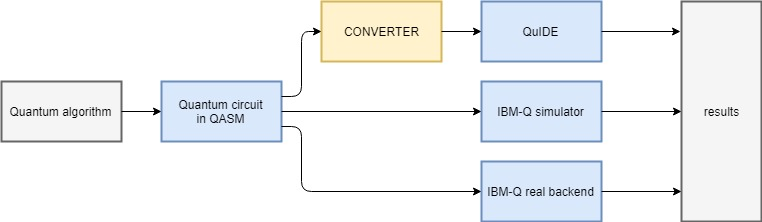 CONVERTER
QuIDE
Quantum algorithm
Quantum circuit
in QASM
IBM-Q simulator
results
IBM-Q real backend